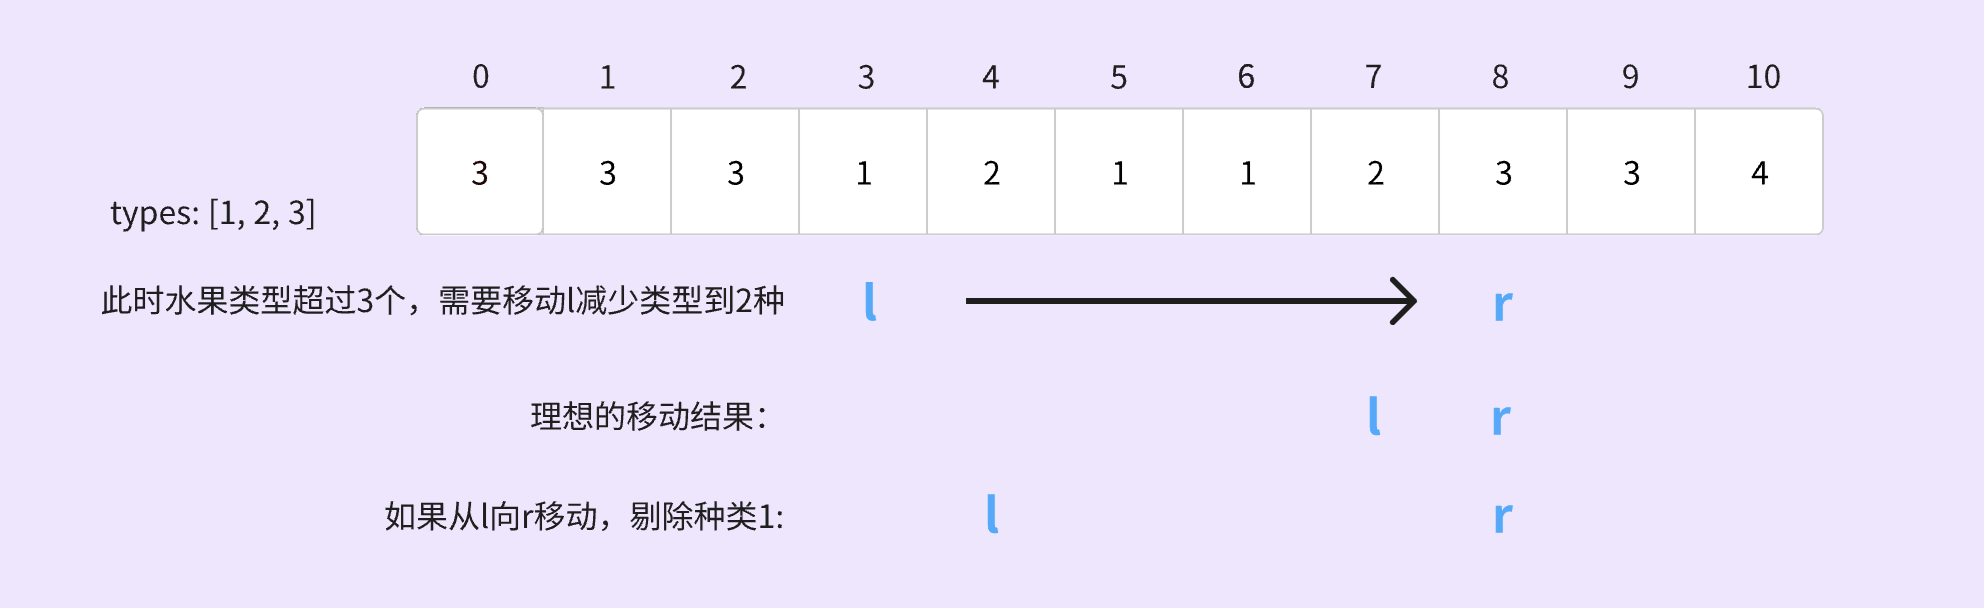 0 1 2 3 4 5 6 7 8 9 10
3 3 3 1 2 1 1 2 3 3 4
types: [1, 2, 3]
此时水果类型超过3个，需要移动l减少类型到2种 l r
理想的移动结果： l r
如果从l向r移动，剔除种类1: l r